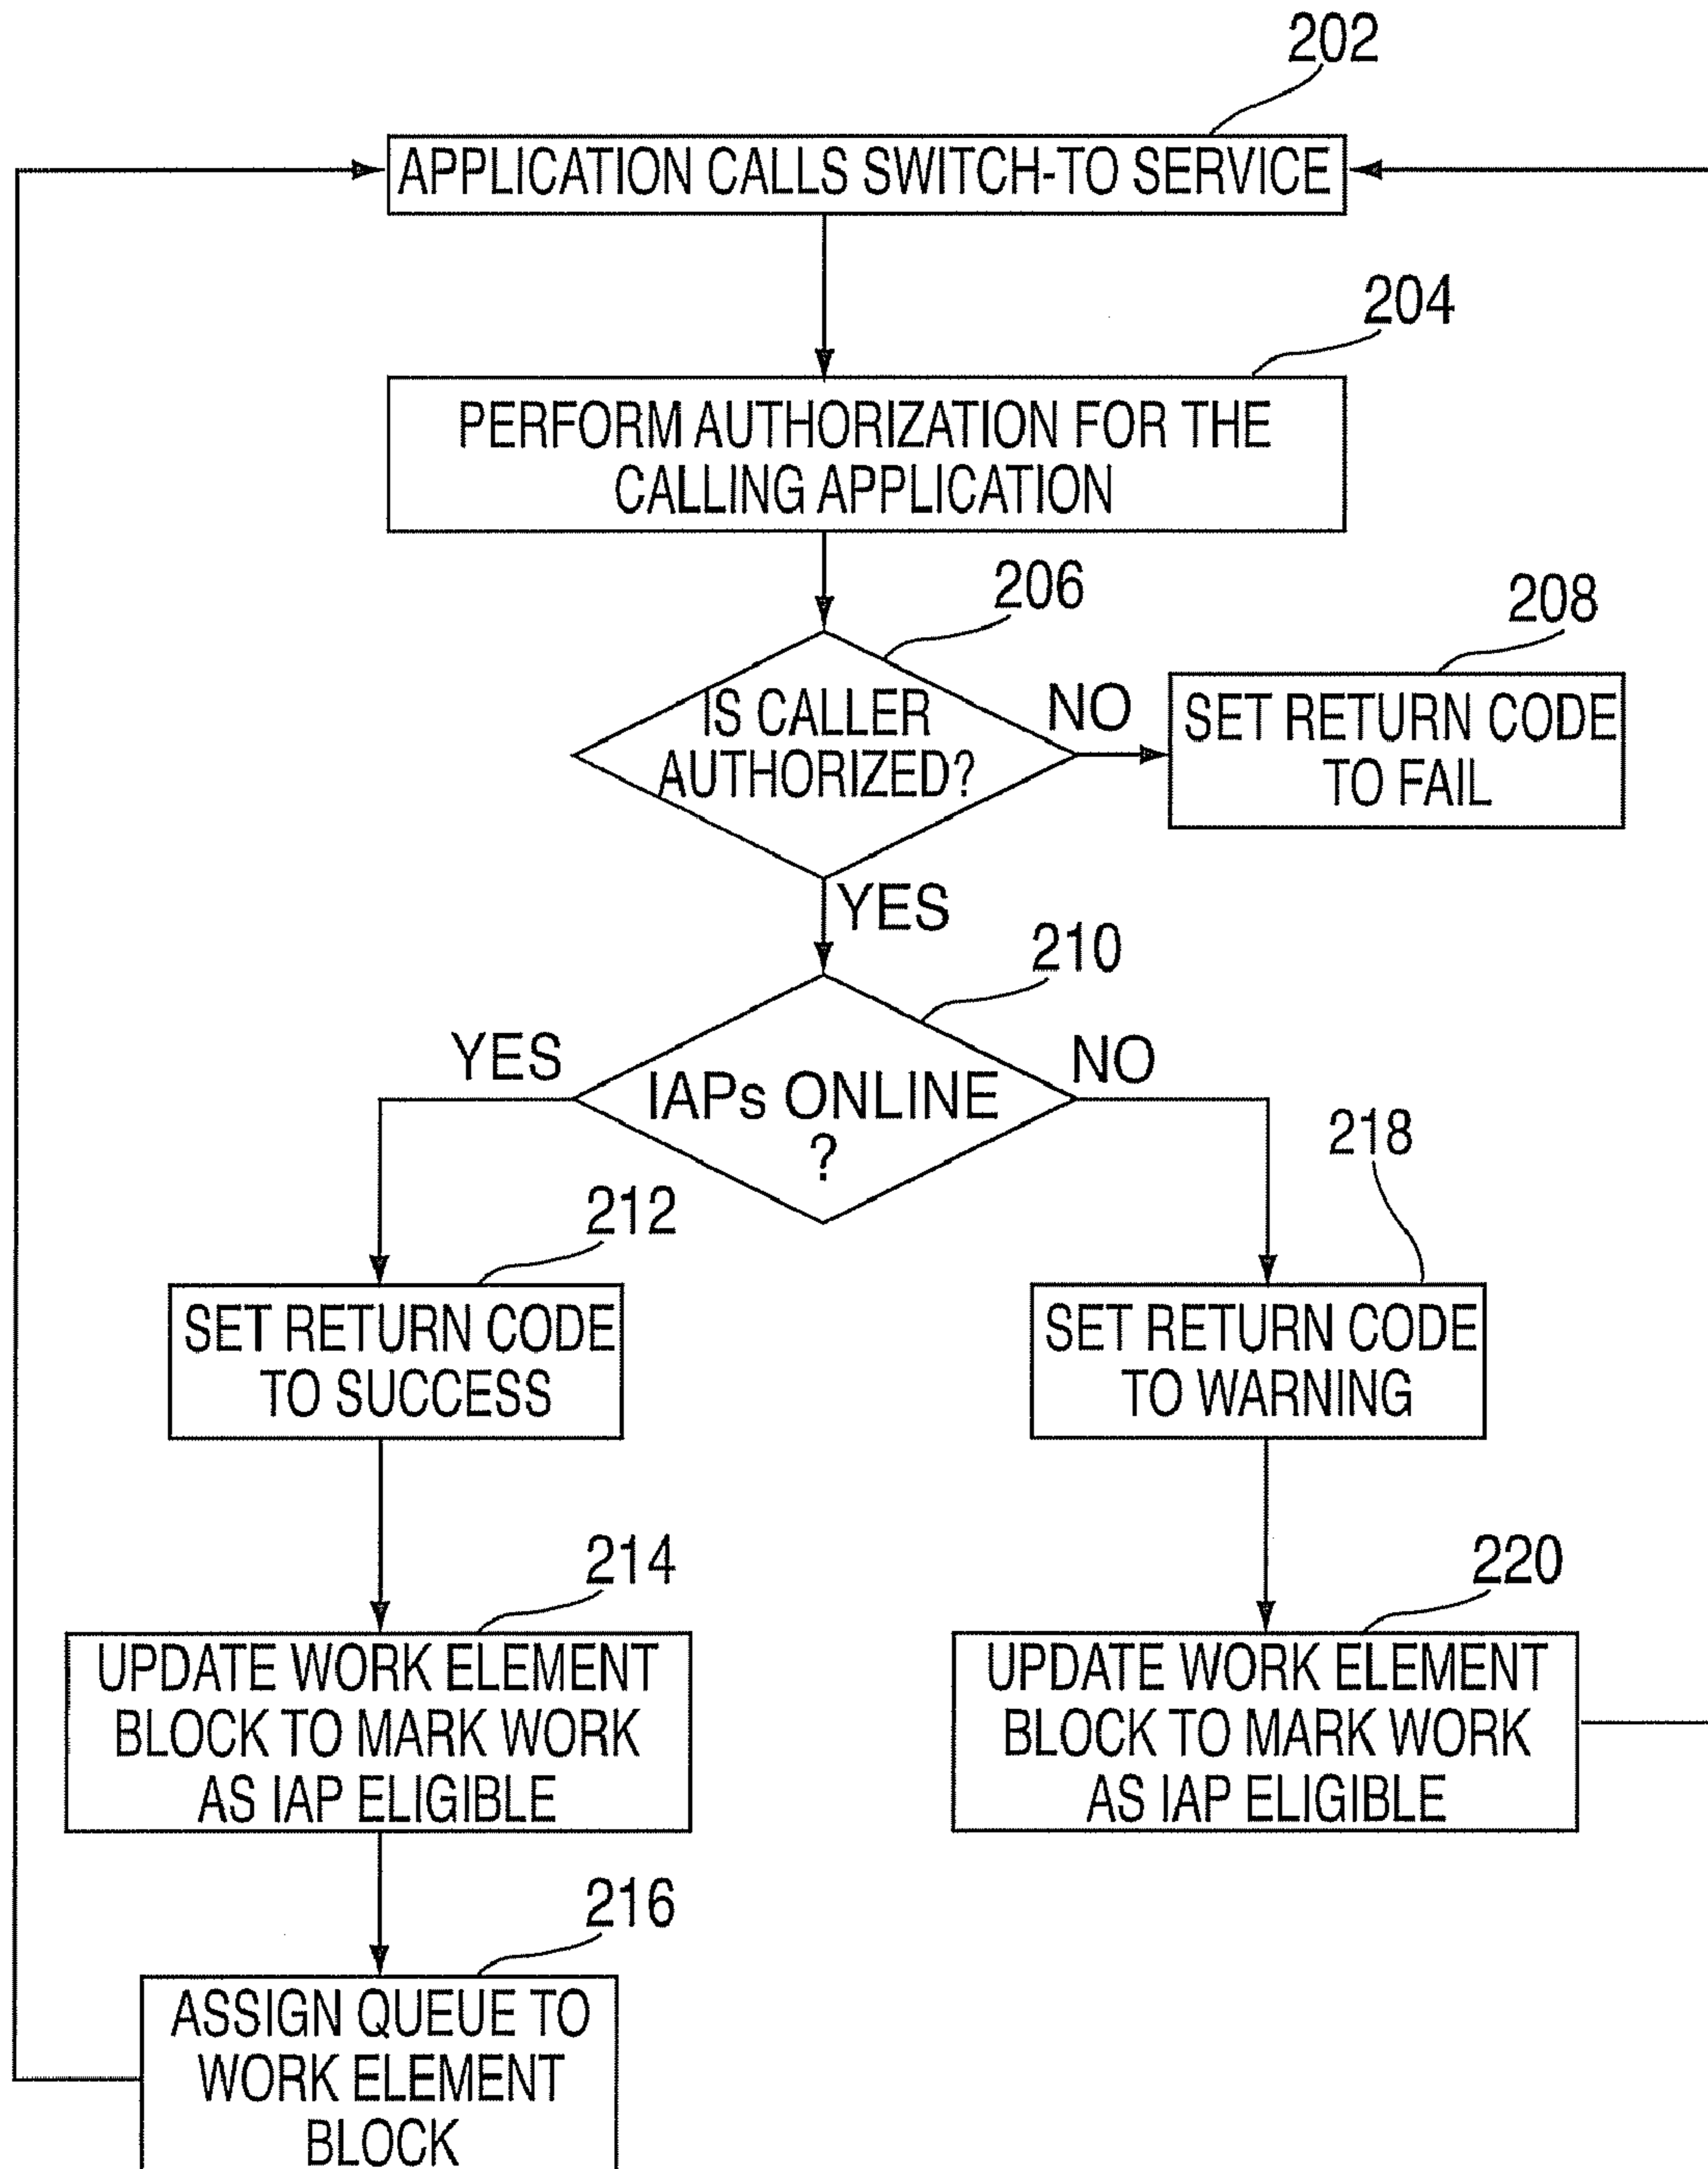 202
APPLICATION CALLS SWITCH-TO SERVICE
204
PERFORM AUTHORIZATION FOR THE
CALLING APPLICATION
206
IS CALLER
AUTHORIZED?
NO
208
SET RETURN CODE
TO FAIL
YES
210
IAPs ONLINE
?
YES
NO
212
SET RETURN CODE
TO SUCCESS
218
SET RETURN CODE
TO WARNING
214
UPDATE WORK ELEMENT
BLOCK TO MARK WORK
AS IAP ELIGIBLE
220
UPDATE WORK ELEMENT
BLOCK TO MARK WORK
AS IAP ELIGIBLE
216
ASSIGN QUEUE TO
WORK ELEMENT
BLOCK